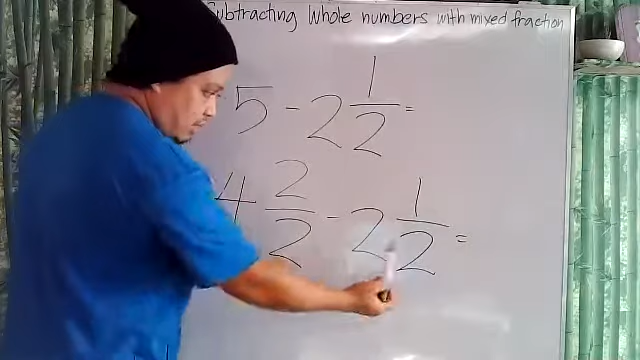 Subtracting Whole numbers with mixed fraction
5 - 2 1/2 =
4 2/2 - 2 1/2 =